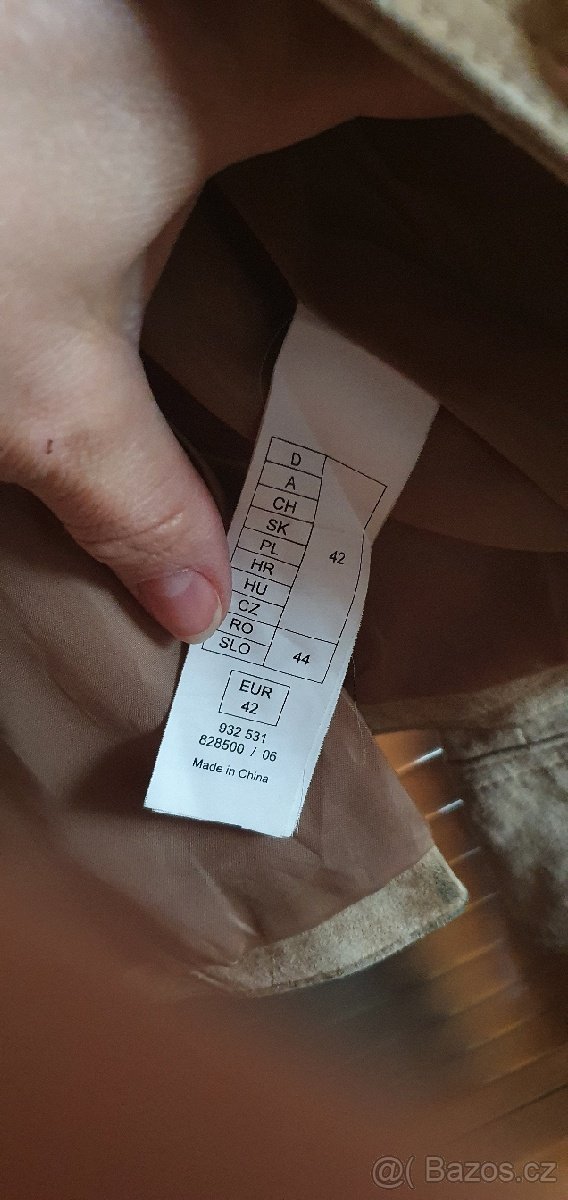 D
A
CH
SK
PL
HR
HU
CZ
42
RO
SLO
44
EUR
42
932 531
828500 / 06
Made in China
@( Bazos.cz